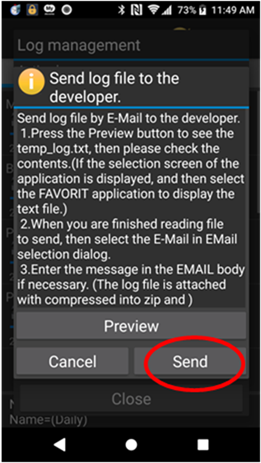 73% 11:49 AM
Log management
Send log file to the
developer.
Send log file by E-Mail to the developer.
1.Press the Preview button to see the
temp_log.txt, then please check the
contents.(If the selection screen of the
application is displayed, and then select
the FAVORIT application to display the
text file.)
2.When you are finished reading file
to send, then select the E-Mail in EMail
selection dialog.
3.Enter the message in the EMAIL body
if necessary. (The log file is attached
with compressed into zip and )
Preview
Cancel Send
Close
Name=(Daily)